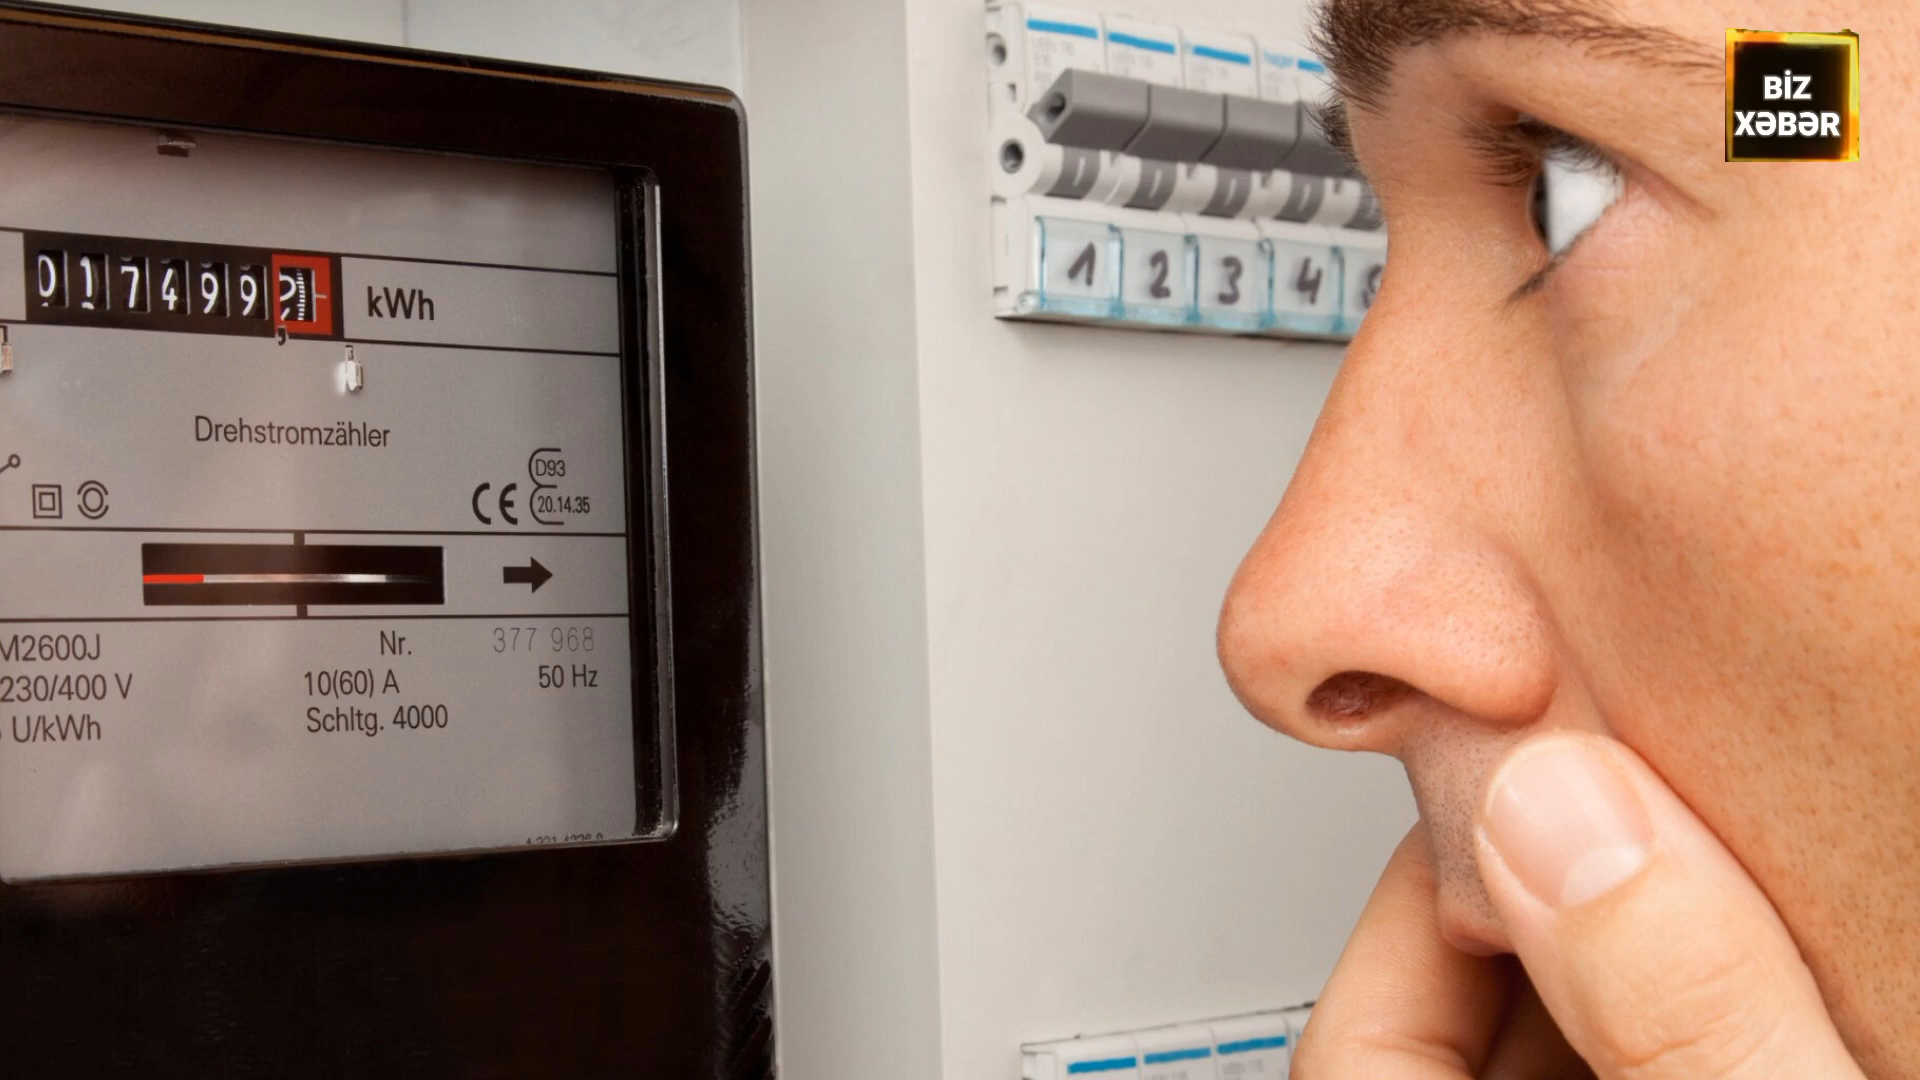 BİZ
XƏBƏR
017499
kWh
1 2 3 4
Drehstromzähler
D93
CE 20.14.35
M2600J Nr. 377 968
230/400 V 10(60) A 50 Hz
U/kWh Schltg. 4000